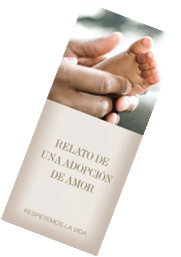 RELATO DE
UNA ADOPCIÓN
DE AMOR
RESPETEMOS LA VIDA